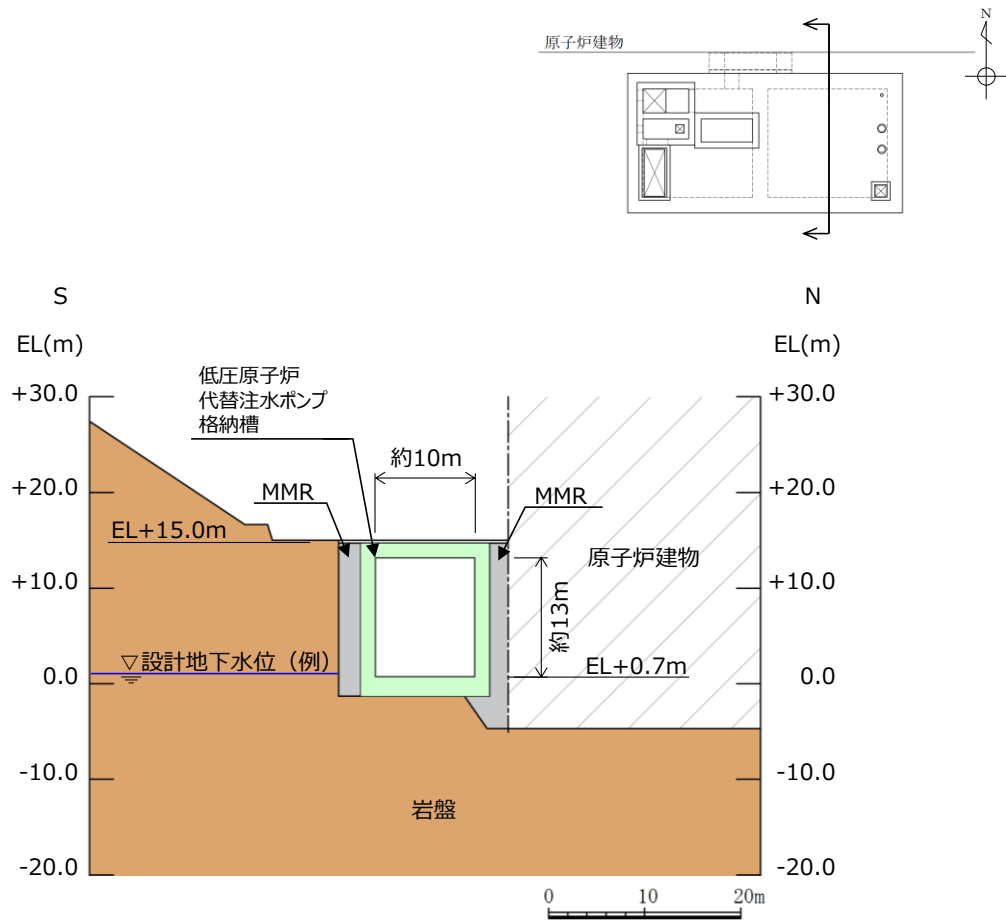 原子炉建物
N
S
N
EL(m)
EL(m)
低圧原子炉
代替注水ポンプ
格納槽
+30.0
+30.0
約10m
+20.0
MMR
MMR
+20.0
EL+15.0m
原子炉建物
+10.0
+10.0
約13m
▽設計地下水位（例）
EL+0.7m
0.0
0.0
-10.0
-10.0
岩盤
-20.0
-20.0
0 10 20m